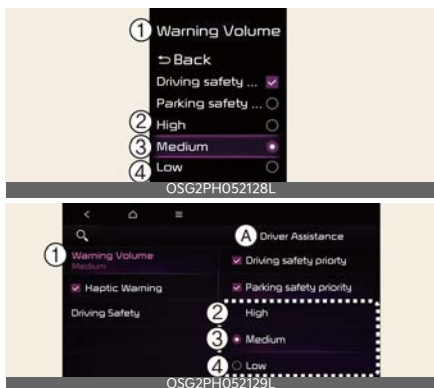 ① Warning Volume
Back
Driving safety ...
Parking safety ...
② High
③ Medium
④ Low
OSG2PH052128L
Ⓐ Driver Assistance
① Warning Volume
Medium
Driving safety priorty
Haptic Warning
Parking safety priority
Driving Safety
② High
③ Medium
④ Low
OSG2PH052129L